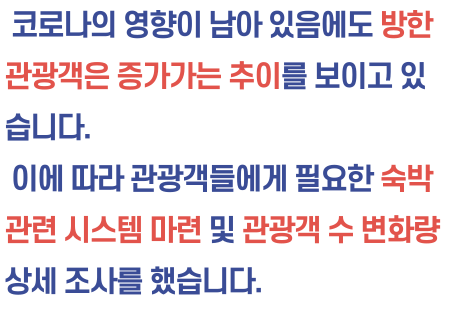 코로나의 영향이 남아 있음에도 방한
관광객은 증가가는 추이를 보이고 있
습니다.
이에 따라 관광객들에게 필요한 숙박
관련 시스템 마련 및 관광객 수 변화량
상세 조사를 했습니다.